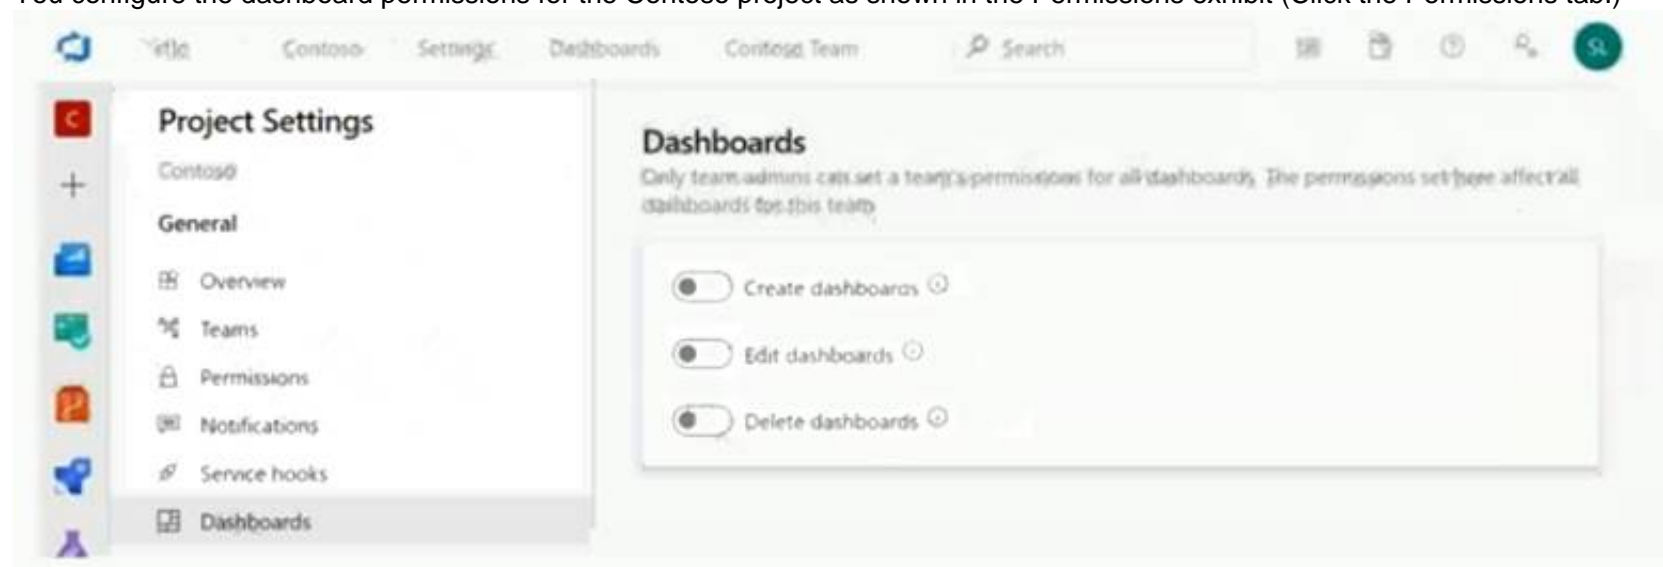 You configure the dashboard permissions for the Contoso project as shown in the Permissions exhibit (Click the Permissions tab.)
Contoso Settings Dashboards Contoso Team Search SL
C
Project Settings
Contoso
General
Overview
Teams
Permissions
Notifications
Service hooks
Dashboards
Dashboards
Only team admins can set a team's permissions for all dashboards. The permissions set here affect all
dashboards for this team
Create dashboards
Edit dashboards
Delete dashboards